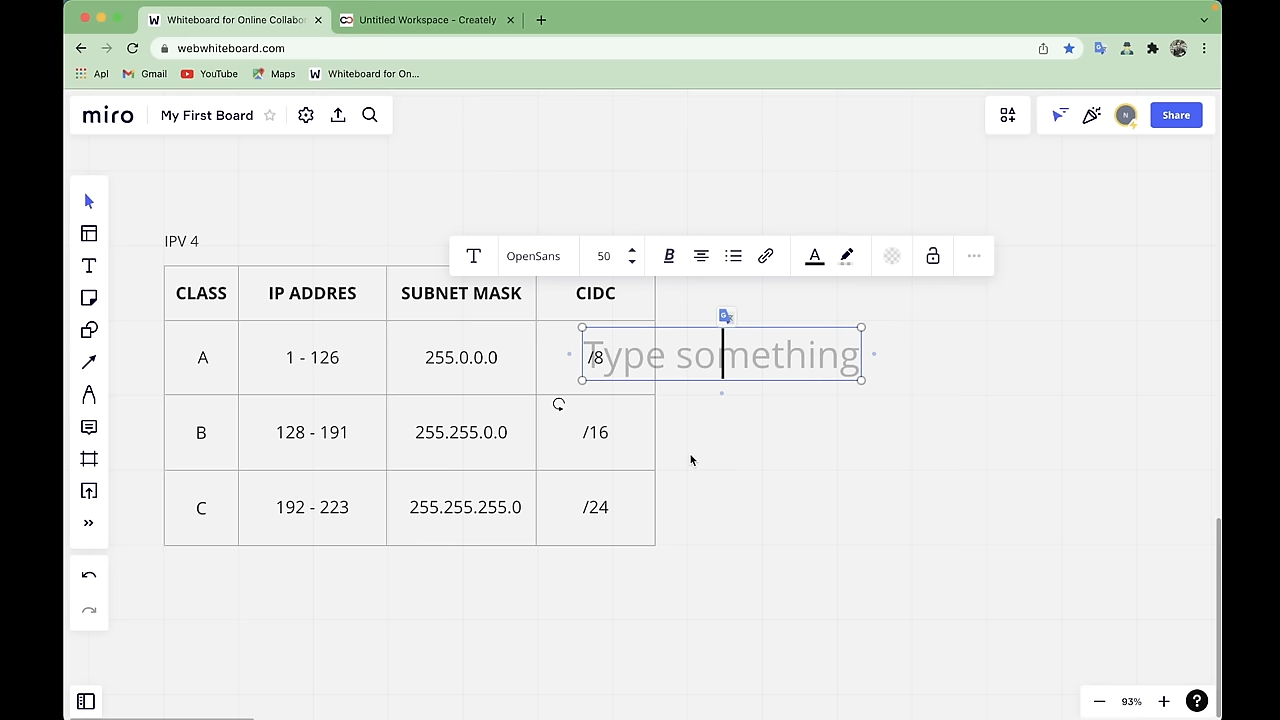 Whiteboard for Online Collabo
Untitled Workspace - Creately
webwhiteboard.com
Apl
Gmail
YouTube
Maps
Whiteboard for On...
miro
My First Board
N
Share
IPV 4
OpenSans
50
CLASS IP ADDRES SUBNET MASK CIDC
A 1 - 126 255.0.0.0 /8
Type something
B 128 - 191 255.255.0.0 /16
C 192 - 223 255.255.255.0 /24
93%